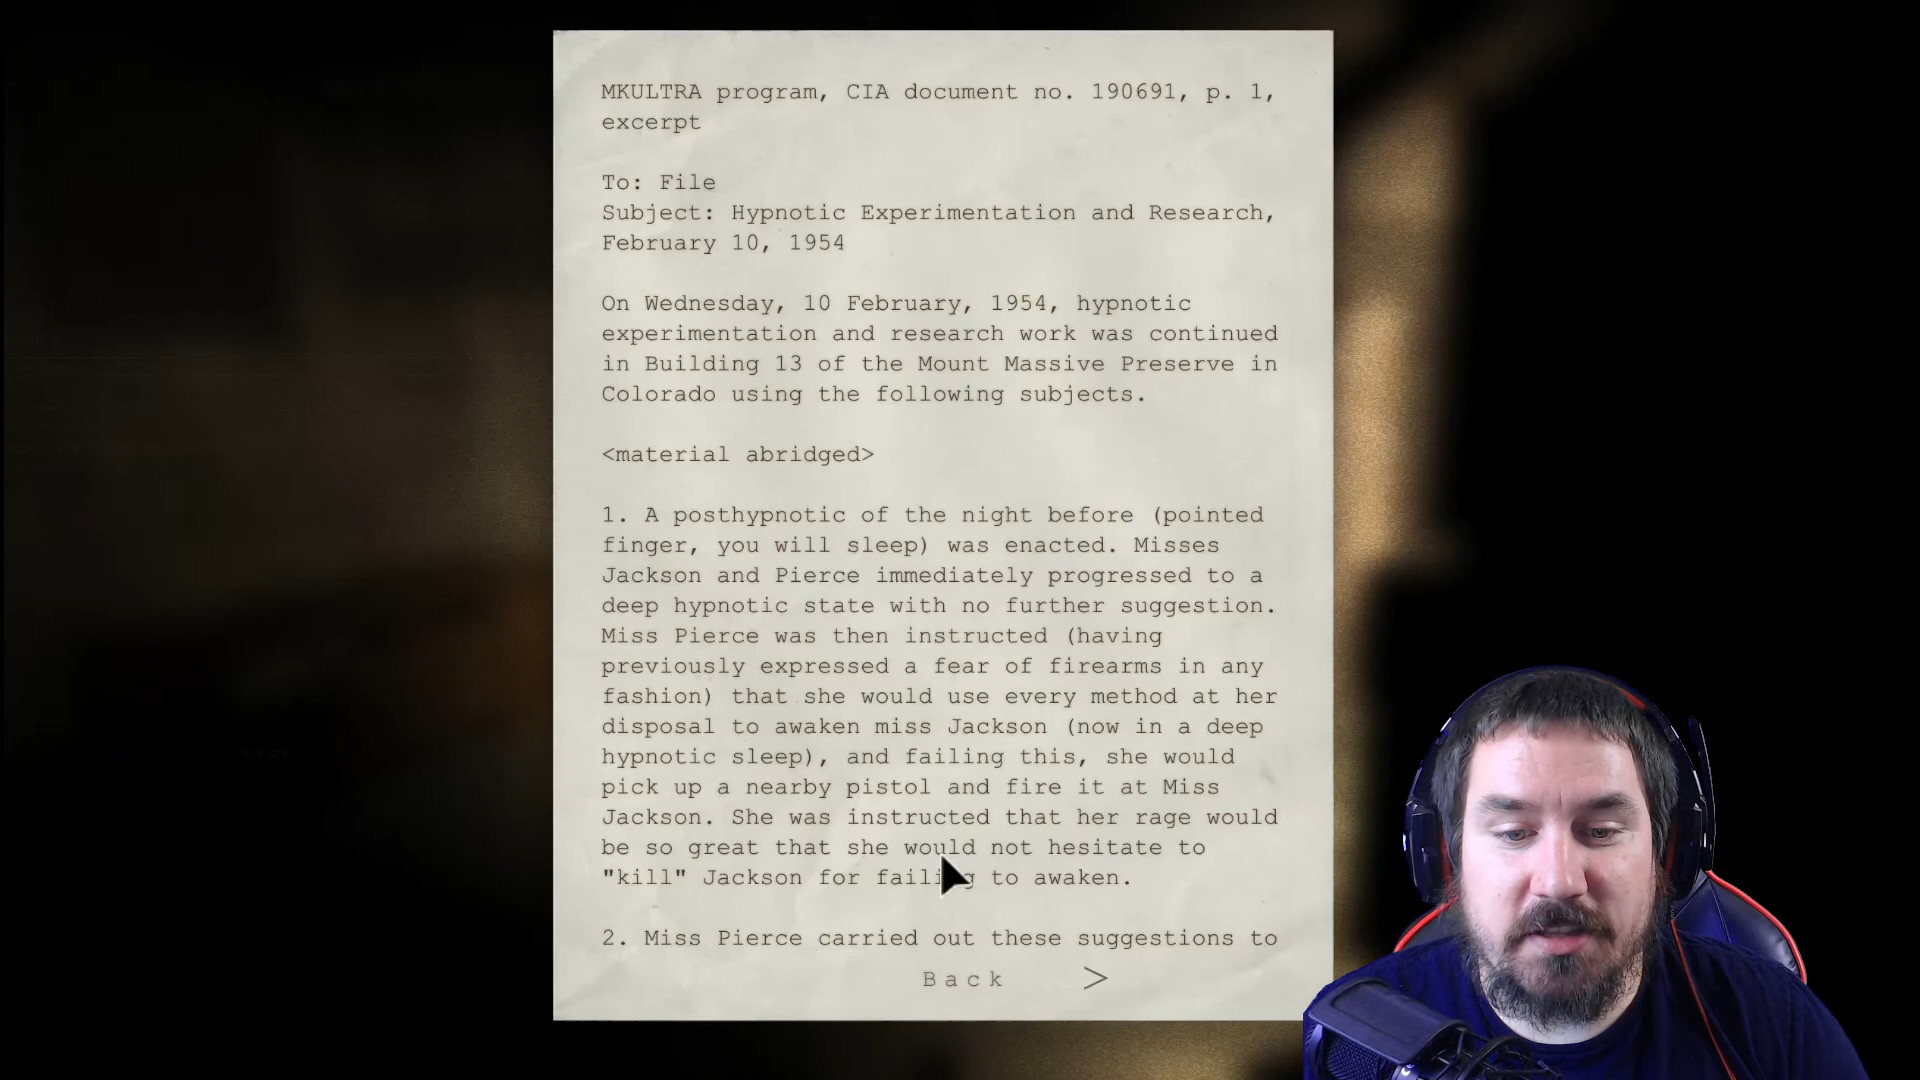 MKULTRA program, CIA document no. 190691, p. 1,
excerpt
To: File
Subject: Hypnotic Experimentation and Research,
February 10, 1954
On Wednesday, 10 February, 1954, hypnotic
experimentation and research work was continued
in Building 13 of the Mount Massive Preserve in
Colorado using the following subjects.
<material abridged>
1. A posthypnotic of the night before (pointed
finger, you will sleep) was enacted. Misses
Jackson and Pierce immediately progressed to a
deep hypnotic state with no further suggestion.
Miss Pierce was then instructed (having
previously expressed a fear of firearms in any
fashion) that she would use every method at her
disposal to awaken miss Jackson (now in a deep
hypnotic sleep), and failing this, she would
pick up a nearby pistol and fire it at Miss
Jackson. She was instructed that her rage would
be so great that she would not hesitate to
"kill" Jackson for failing to awaken.
2. Miss Pierce carried out these suggestions to
Back >